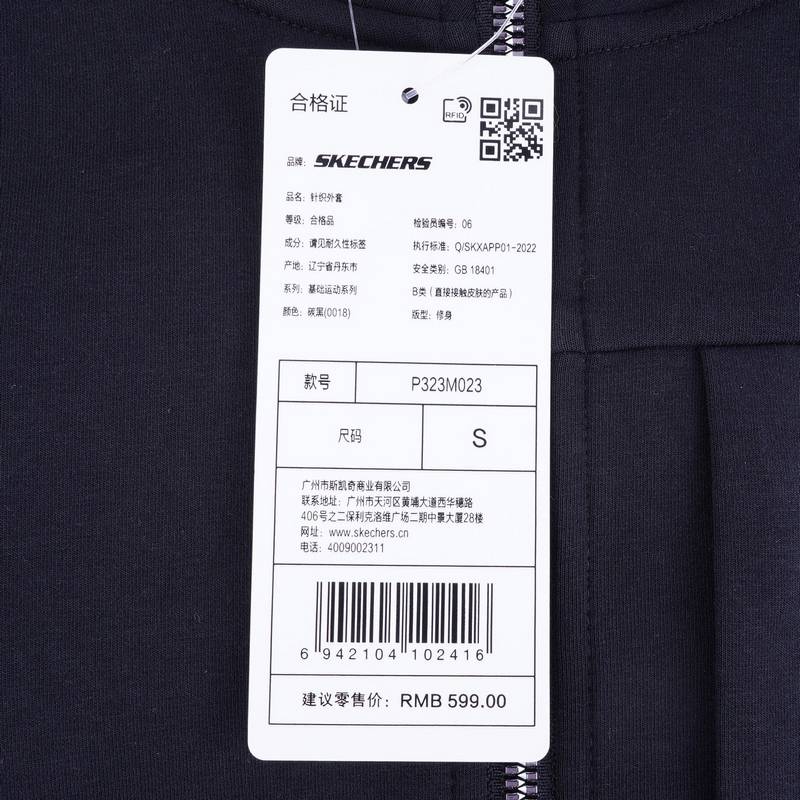 合格证
RFID
品牌: SKECHERS
品名: 针织外套
等级: 合格品 检验员编号: 06
成分: 请见耐久性标签 执行标准: Q/SKXAPP01-2022
产地: 辽宁省丹东市 安全类别: GB 18401
系列: 基础运动系列 B类 (直接接触皮肤的产品)
颜色: 碳黑(0018) 版型: 修身
款号 P323M023
尺码 S
广州市斯凯奇商业有限公司
联系地址: 广州市天河区黄埔大道西华穗路
406号之二保利克洛维广场二期中景大厦28楼
网址: www.skechers.cn
电话: 4009002311
6 942104 102416
建议零售价: RMB 599.00